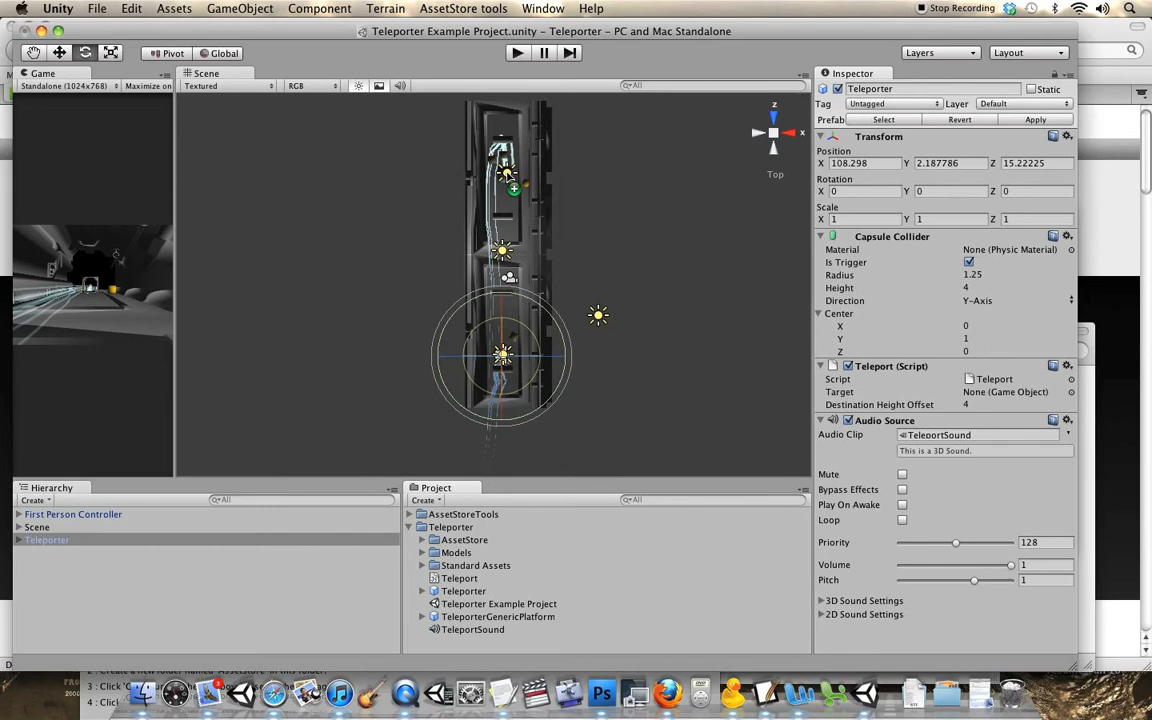 Unity File Edit Assets GameObject Component Terrain AssetStore tools Window Help Stop Recording
Teleporter Example Project.unity - Teleporter - PC and Mac Standalone
Pivot Global Layers Layout
Game Scene Inspector
Standalone (1024x768) Maximize on Textured RGB All
Teleporter Static
Tag Untagged Layer Default
Prefab Select Revert Apply
z
x
Top
Transform
Position
X 108.298 Y 2.187786 Z 15.22225
Rotation
X 0 Y 0 Z 0
Scale
X 1 Y 1 Z 1
Capsule Collider
Material None (Physic Material)
Is Trigger
Radius 1.25
Height 4
Direction Y-Axis
Center
X 0
Y 1
Z 0
Teleport (Script)
Script Teleport
Target None (Game Object)
Destination Height Offset 4
Audio Source
Audio Clip TeleportSound
This is a 3D Sound.
Mute
Bypass Effects
Play On Awake
Loop
Priority 128
Volume 1
Pitch 1
3D Sound Settings
2D Sound Settings
Hierarchy
Create All
First Person Controller
Scene
Teleporter
Project
Create All
AssetStoreTools
Teleporter
AssetStore
Models
Standard Assets
Teleport
Teleporter
Teleporter Example Project
TeleporterGenericPlatform
TeleportSound
3 : Click
4 : Click